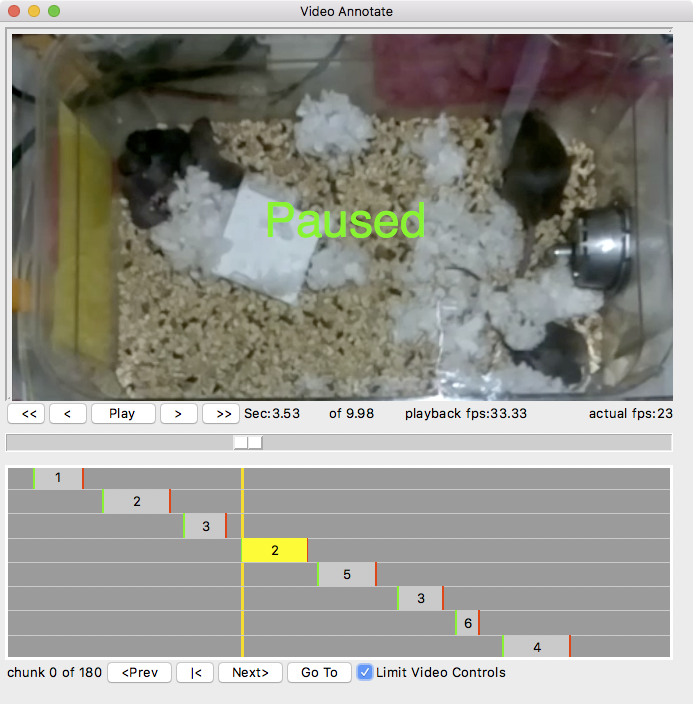 Video Annotate
Paused
<< < Play > >> Sec:3.53 of 9.98 playback fps:33.33 actual fps:23
1
2
3
2
5
3
6
4
chunk 0 of 180 <Prev |< Next> Go To Limit Video Controls